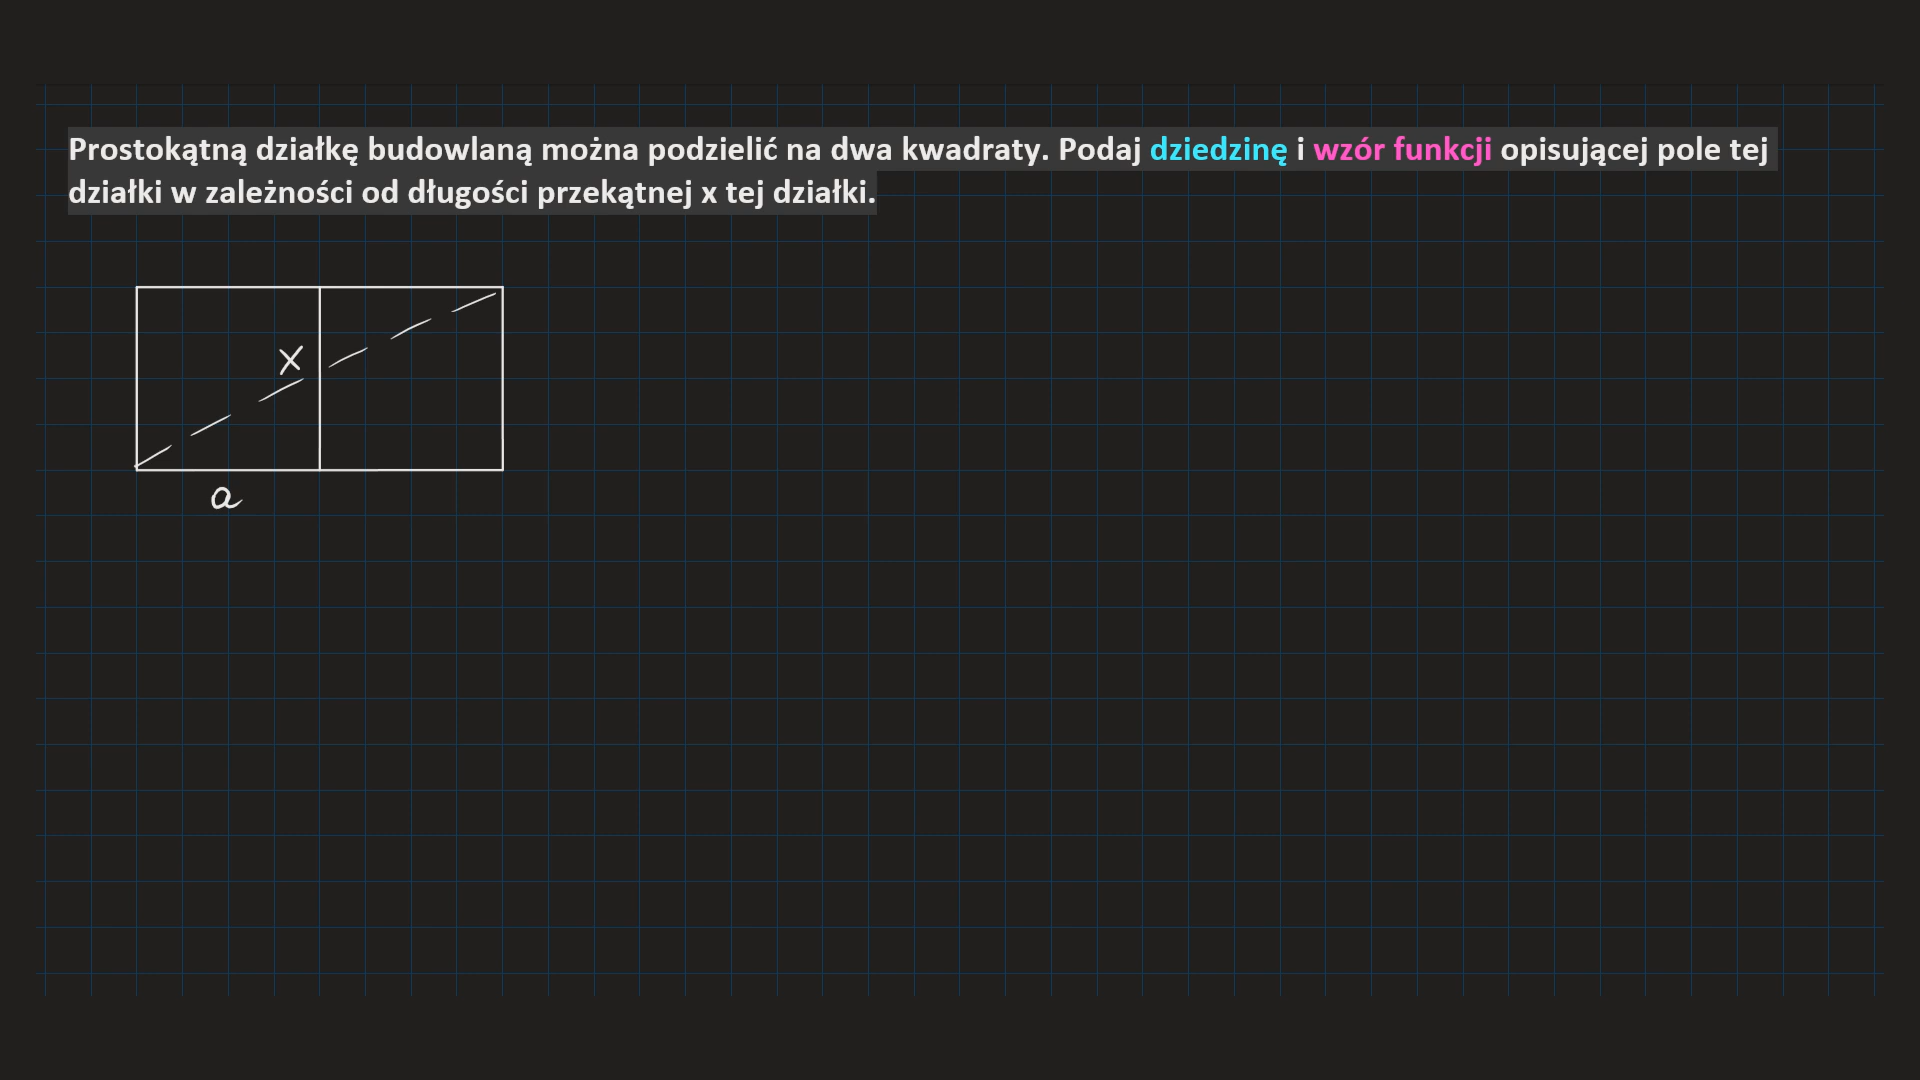 Prostokątną działkę budowlaną można podzielić na dwa kwadraty. Podaj dziedzinę i wzór funkcji opisującej pole tej
działki w zależności od długości przekątnej x tej działki.
x
a